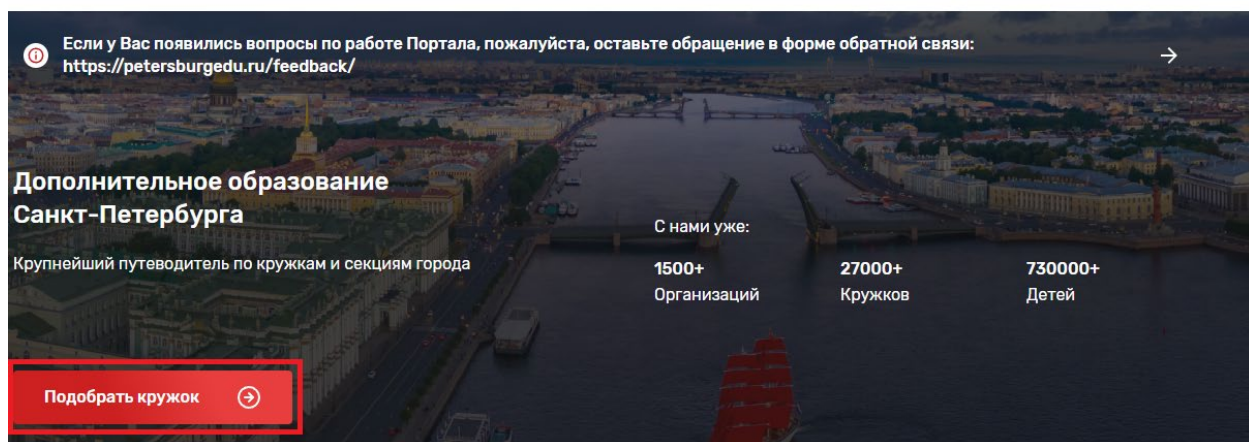 Если у Вас появились вопросы по работе Портала, пожалуйста, оставьте обращение в форме обратной связи:
https://petersburgedu.ru/feedback/
Дополнительное образование
Санкт-Петербурга
Крупнейший путеводитель по кружкам и секциям города
С нами уже:
1500+ 27000+ 730000+
Организаций Кружков Детей
Подобрать кружок